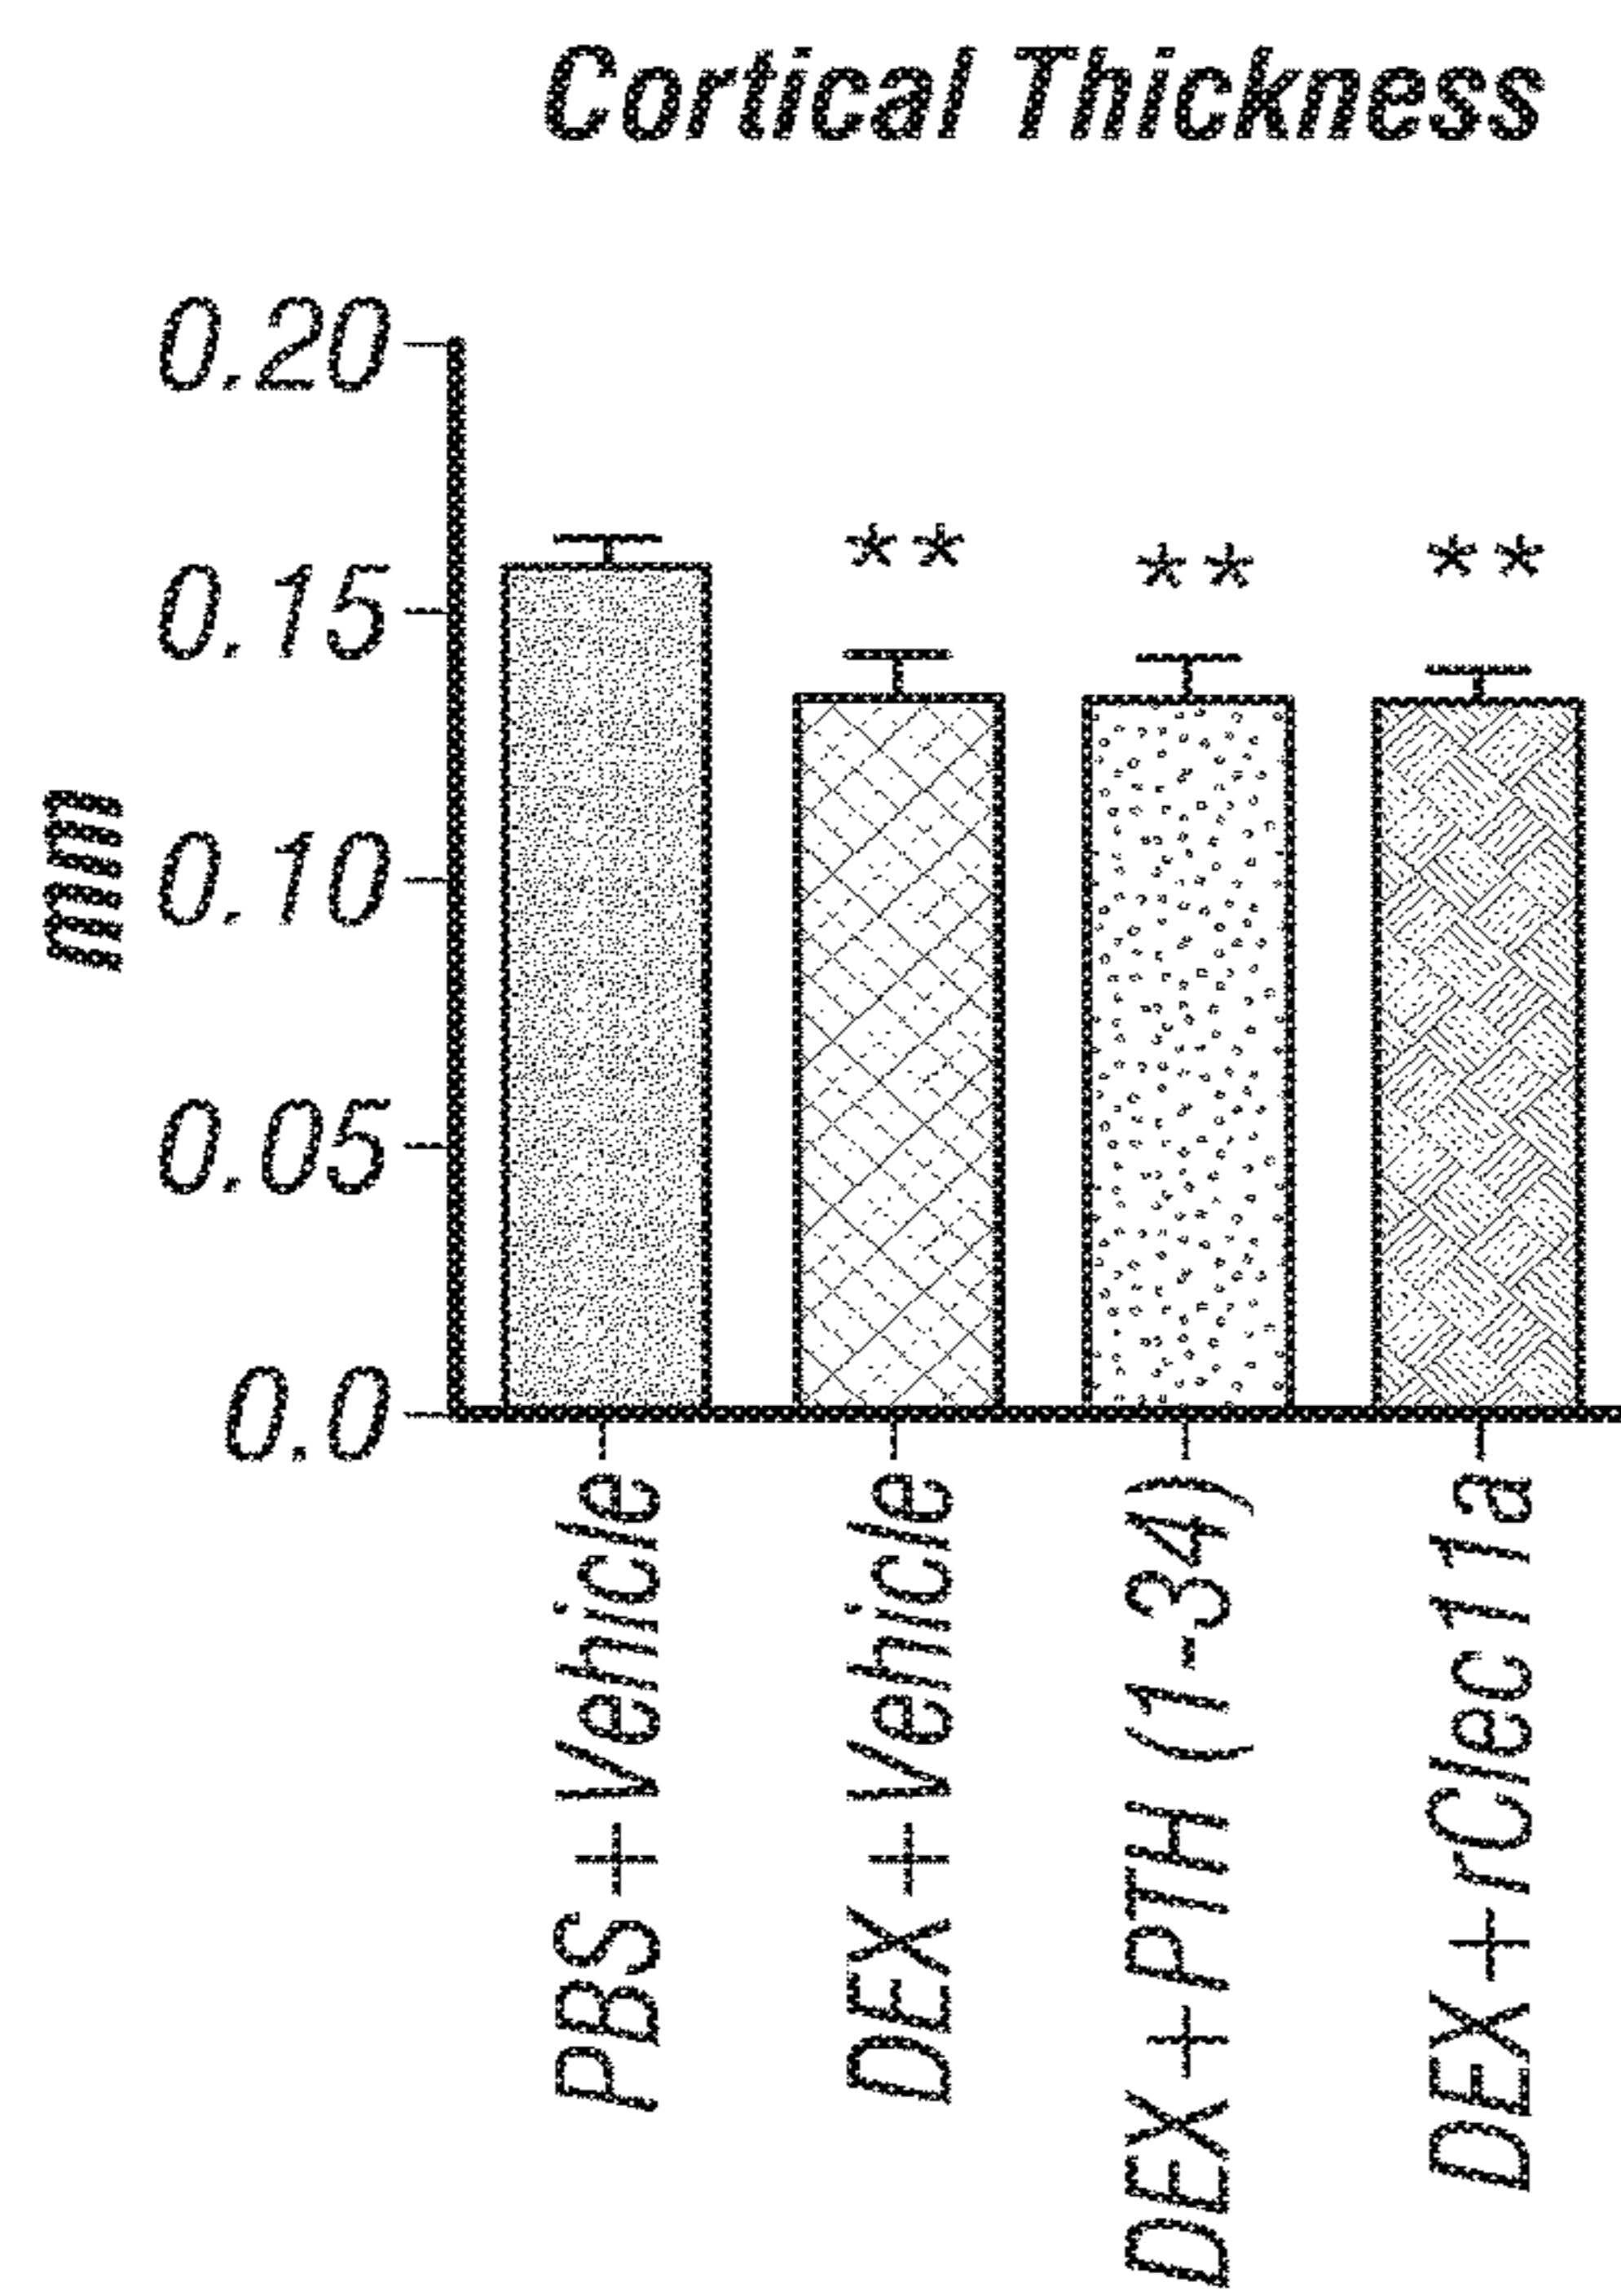 Cortical Thickness
mm
0.20
0.15
0.10
0.05
0.0
** ** **
PBS+Vehicle
DEX+Vehicle
DEX+PTH (1-34)
DEX+rClec11a